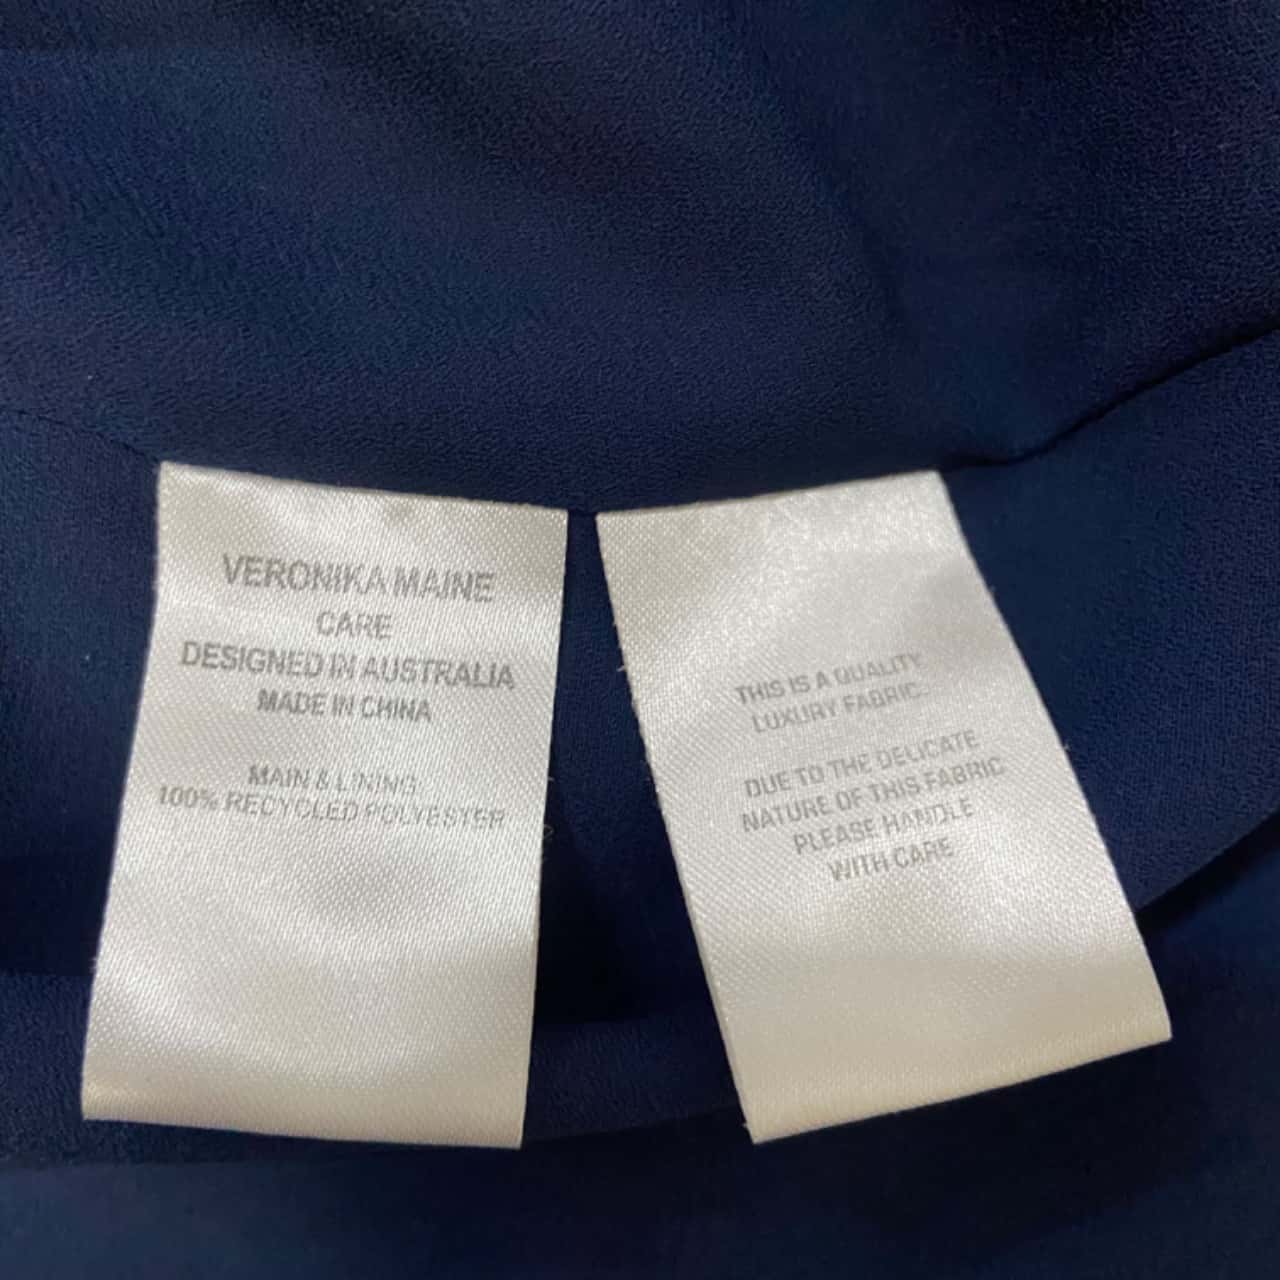 VERONIKA MAINE
CARE
DESIGNED IN AUSTRALIA
MADE IN CHINA
MAIN & LINING:
100% RECYCLED POLYESTER
THIS IS A QUALITY
LUXURY FABRIC.
DUE TO THE DELICATE
NATURE OF THIS FABRIC
PLEASE HANDLE
WITH CARE